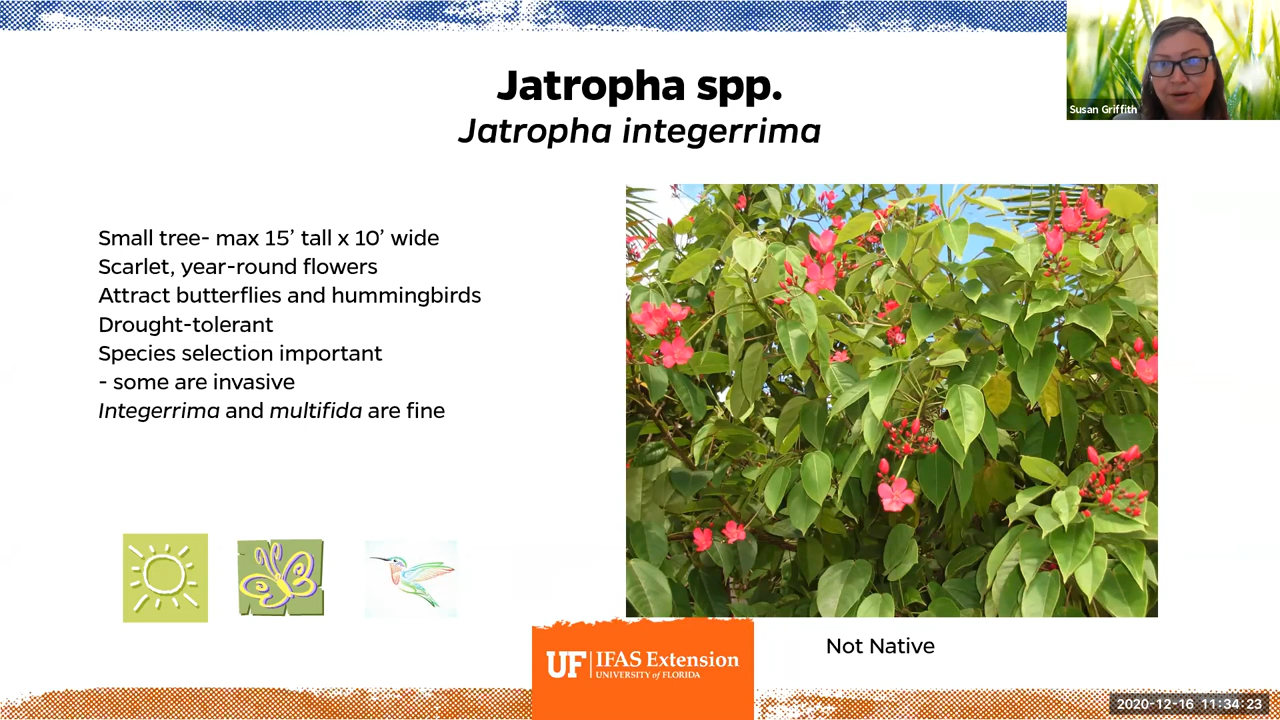 Jatropha spp.
Jatropha integerrima
Susan Griffith
Small tree- max 15’ tall x 10’ wide
Scarlet, year-round flowers
Attract butterflies and hummingbirds
Drought-tolerant
Species selection important
- some are invasive
Integerrima and multifida are fine
Not Native
UF IFAS Extension
UNIVERSITY of FLORIDA
2020-12-16 11:34:23